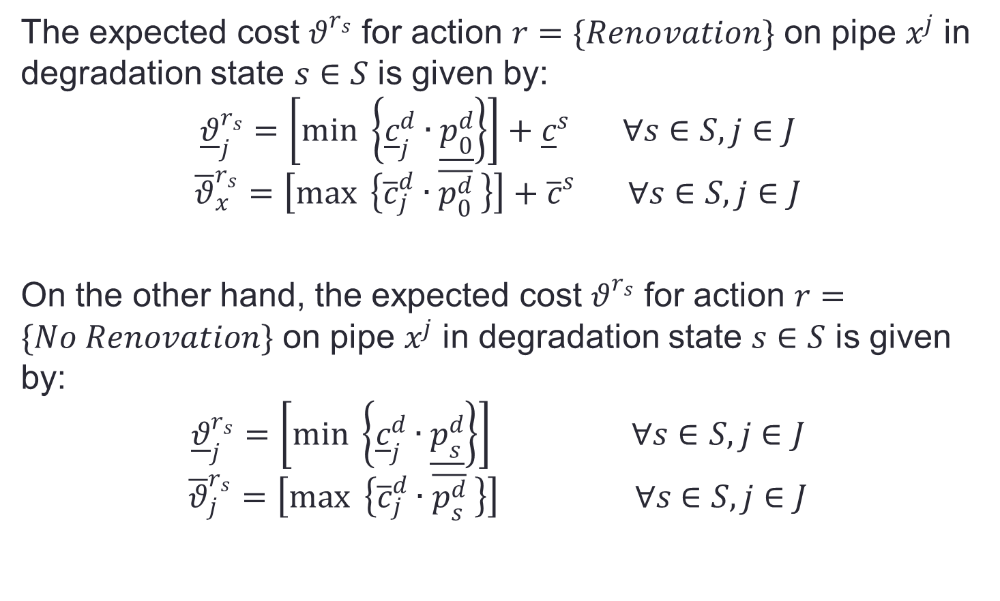 The expected cost $\vartheta^{r_s}$ for action $r = \{Renovation\}$ on pipe $x^j$ in
degradation state $s \in S$ is given by:
$\underline{\vartheta}_j^{r_s} = \left[\min \left\{\underline{c}_j^d \cdot \underline{p_0^d}\right\}\right] + \underline{c}^s \quad \forall s \in S, j \in J$
$\overline{\vartheta}_x^{r_s} = \left[\max \left\{\overline{c}_j^d \cdot \overline{p_0^d}\right\}\right] + \overline{c}^s \quad \forall s \in S, j \in J$
On the other hand, the expected cost $\vartheta^{r_s}$ for action $r =$
$\{No\ Renovation\}$ on pipe $x^j$ in degradation state $s \in S$ is given
by:
$\underline{\vartheta}_j^{r_s} = \left[\min \left\{\underline{c}_j^d \cdot \underline{p_s^d}\right\}\right] \quad \forall s \in S, j \in J$
$\overline{\vartheta}_j^{r_s} = \left[\max \left\{\overline{c}_j^d \cdot \overline{p_s^d}\right\}\right] \quad \forall s \in S, j \in J$